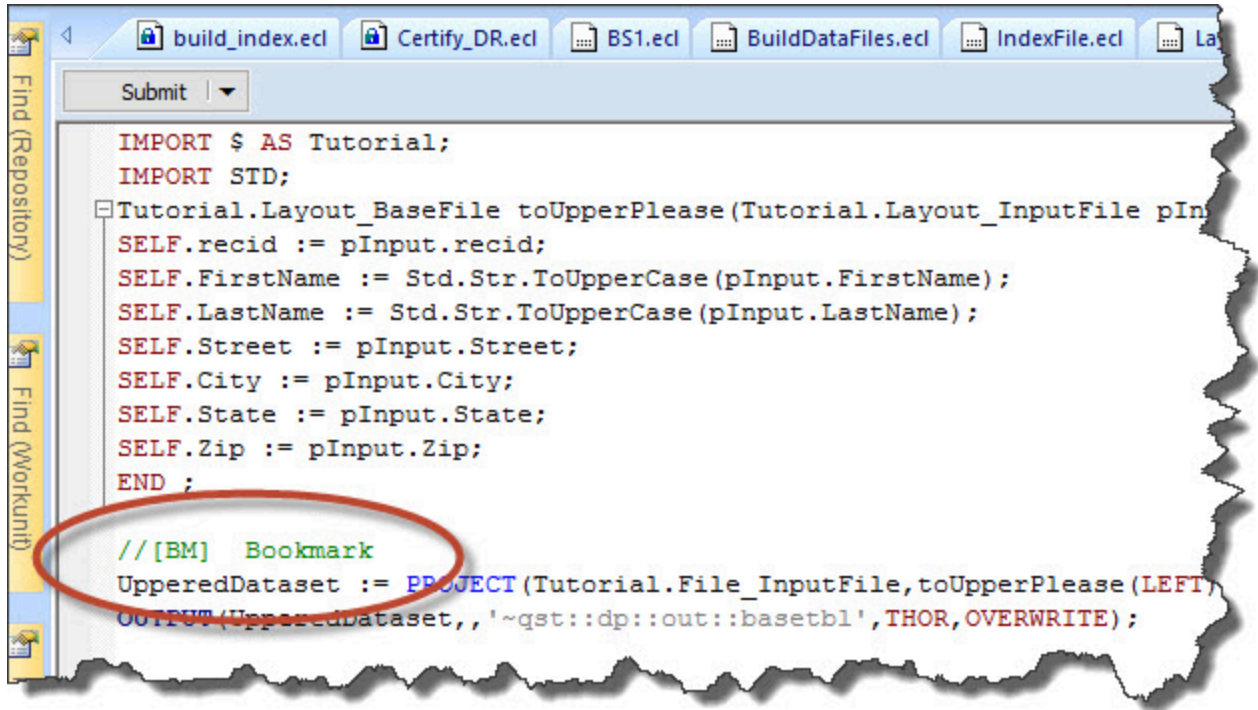 build_index.ecl Certify_DR.ecl BS1.ecl BuildDataFiles.ecl IndexFile.ecl
Submit
Find (Repository)
Find (Workunit)
IMPORT $ AS Tutorial;
IMPORT STD;
Tutorial.Layout_BaseFile toUpperPlease(Tutorial.Layout_InputFile
SELF.recid := pInput.recid;
SELF.FirstName := Std.Str.ToUpperCase(pInput.FirstName);
SELF.LastName := Std.Str.ToUpperCase(pInput.LastName);
SELF.Street := pInput.Street;
SELF.City := pInput.City;
SELF.State := pInput.State;
SELF.Zip := pInput.Zip;
END ;
//[BM] Bookmark
UpperedDataset := PROJECT(Tutorial.File_InputFile,toUpperPlease(LEFT)
OUTPUT(UpperedDataset,,'~qst::dp::out::basetbl',THOR,OVERWRITE);